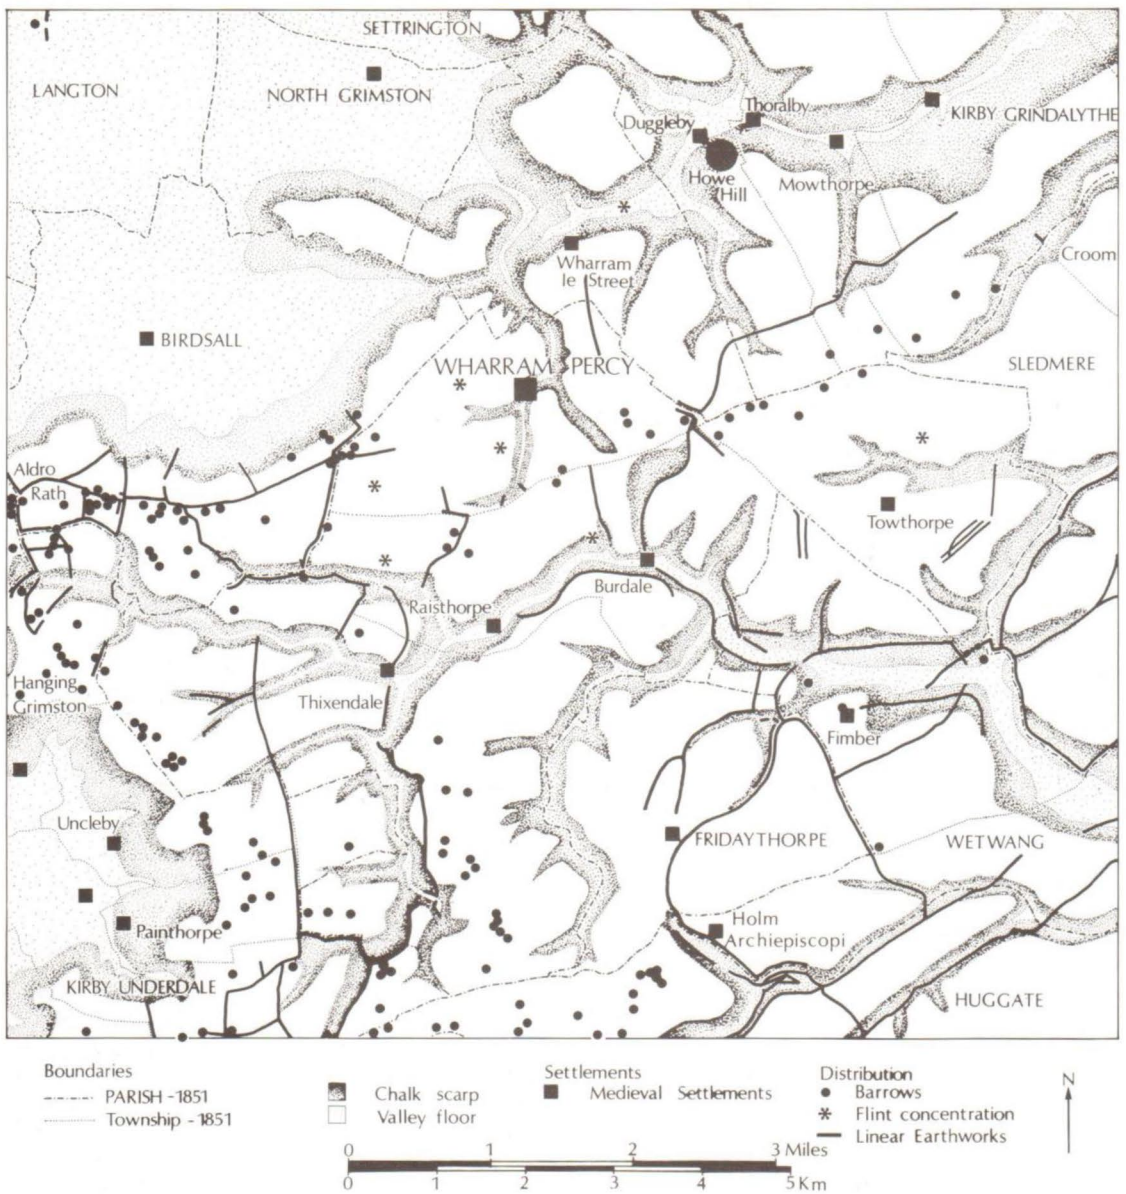 SETTRINGTON
LANGTON
NORTH GRIMSTON
Thoralby
Duggleby
KIRBY GRINDALYTHE
Howe
Hill
Mowthorpe
Croom
Wharram
le Street
BIRDSALL
WHARRAM PERCY
SLEDMERE
Aldro
Rath
Towthorpe
Burdale
Raisthorpe
Hanging
Grimston
Thixendale
Fimber
Uncleby
FRIDAYTHORPE
WETWANG
Painthorpe
Holm
Archiepiscopi
KIRBY UNDERDALE
HUGGATE
Boundaries
PARISH - 1851
Township - 1851
Chalk scarp
Valley floor
Settlements
Medieval Settlements
Distribution
Barrows
Flint concentration
Linear Earthworks
N
0 1 2 3 Miles
0 1 2 3 4 5 Km